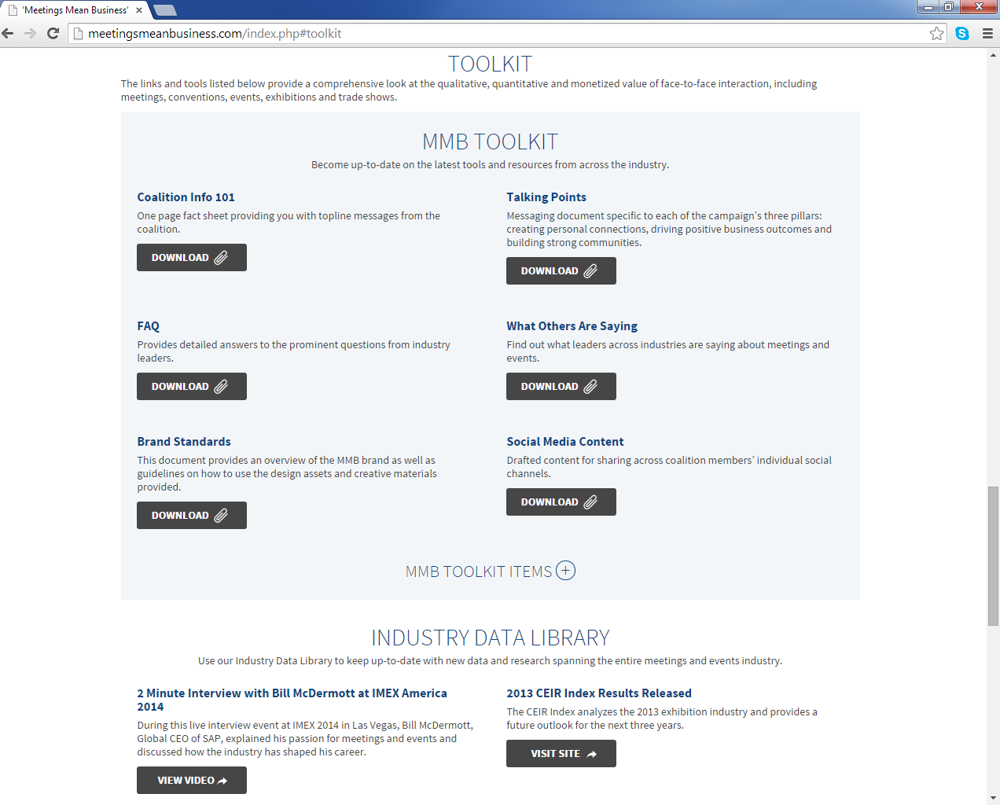 'Meetings Mean Business'
meetingsmeanbusiness.com/index.php#toolkit
TOOLKIT
The links and tools listed below provide a comprehensive look at the qualitative, quantitative and monetized value of face-to-face interaction, including
meetings, conventions, events, exhibitions and trade shows.
MMB TOOLKIT
Become up-to-date on the latest tools and resources from across the industry.
Coalition Info 101
One page fact sheet providing you with topline messages from the
coalition.
DOWNLOAD
Talking Points
Messaging document specific to each of the campaign's three pillars:
creating personal connections, driving positive business outcomes and
building strong communities.
DOWNLOAD
FAQ
Provides detailed answers to the prominent questions from industry
leaders.
DOWNLOAD
What Others Are Saying
Find out what leaders across industries are saying about meetings and
events.
DOWNLOAD
Brand Standards
This document provides an overview of the MMB brand as well as
guidelines on how to use the design assets and creative materials
provided.
DOWNLOAD
Social Media Content
Drafted content for sharing across coalition members’ individual social
channels.
DOWNLOAD
MMB TOOLKIT ITEMS
INDUSTRY DATA LIBRARY
Use our Industry Data Library to keep up-to-date with new data and research spanning the entire meetings and events industry.
2 Minute Interview with Bill McDermott at IMEX America
2014
During this live interview event at IMEX 2014 in Las Vegas, Bill McDermott,
Global CEO of SAP, explained his passion for meetings and events and
discussed how the industry has shaped his career.
VIEW VIDEO
2013 CEIR Index Results Released
The CEIR Index analyzes the 2013 exhibition industry and provides a
future outlook for the next three years.
VISIT SITE